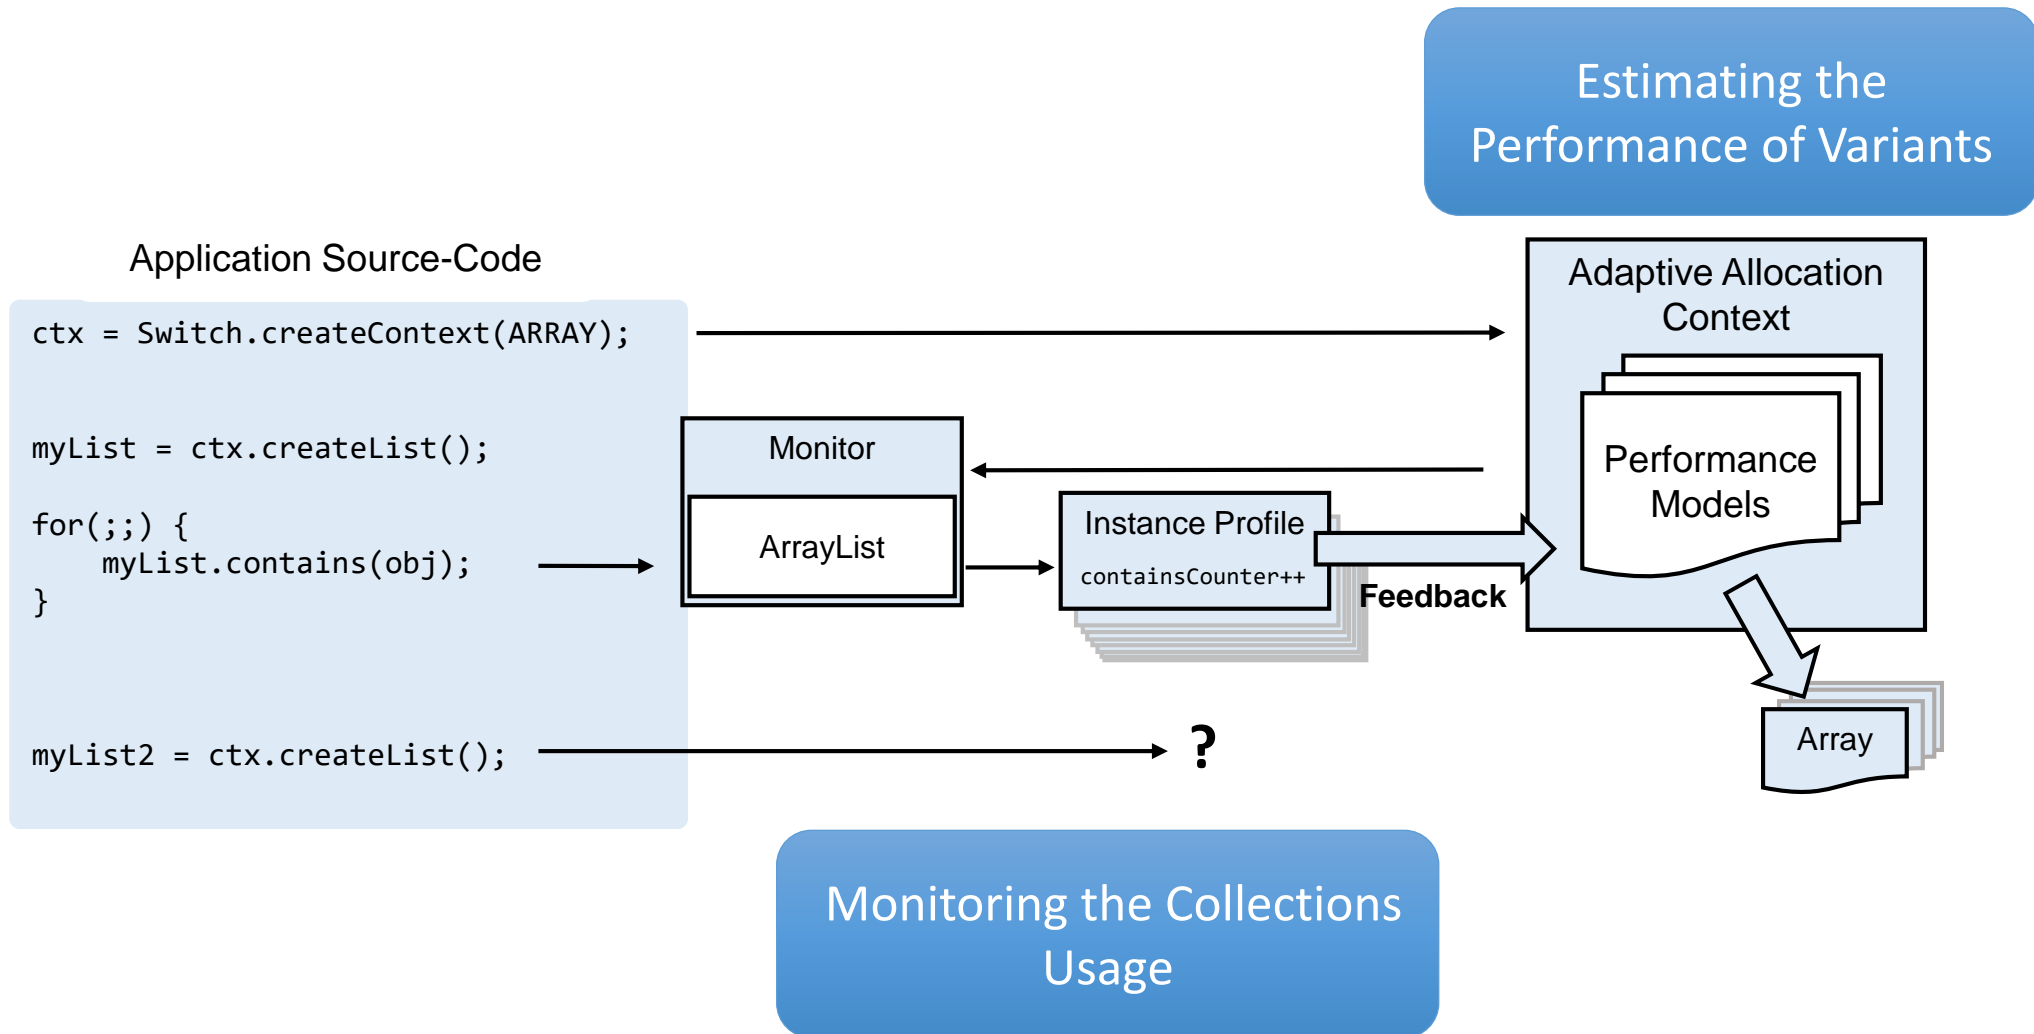 Estimating the
Performance of Variants
Application Source-Code
ctx = Switch.createContext(ARRAY);
myList = ctx.createList();
for(;;) {
    myList.contains(obj);
}
myList2 = ctx.createList();
Monitor
ArrayList
Instance Profile
containsCounter++
Feedback
Adaptive Allocation
Context
Performance
Models
Array
?
Monitoring the Collections
Usage